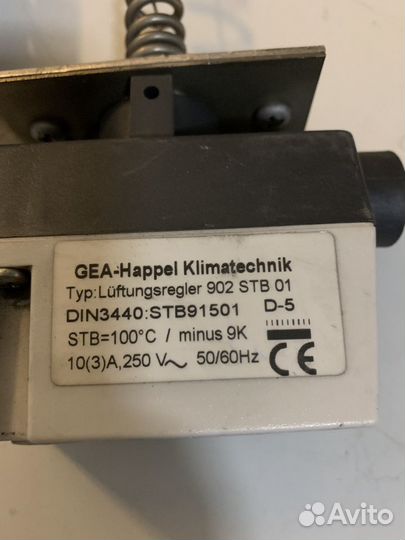 GEA-Happel Klimatechnik
Typ:Lüftungsregler 902 STB 01
DIN3440:STB91501 D-5
STB=100°C / minus 9K
10(3)A,250 V~ 50/60Hz CE
Avito